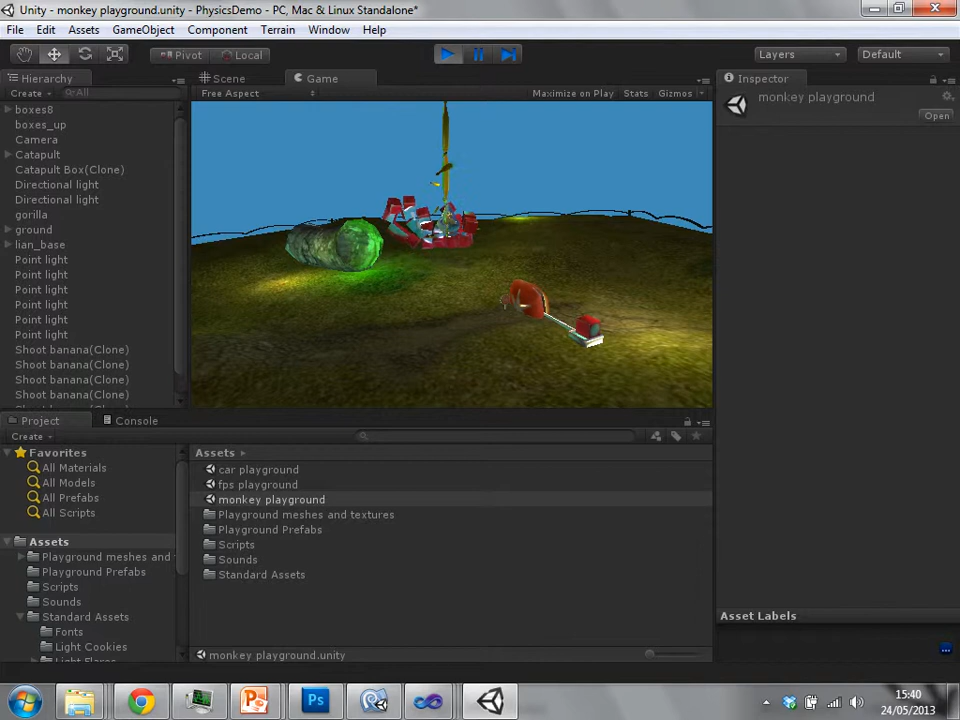 Unity - monkey playground.unity - PhysicsDemo - PC, Mac & Linux Standalone*
File Edit Assets GameObject Component Terrain Window Help
Pivot Local Layers Default
Hierarchy Scene Game Inspector
Create All Free Aspect Maximize on Play Stats Gizmos monkey playground
Open
boxes8
boxes_up
Camera
Catapult
Catapult Box(Clone)
Directional light
Directional light
gorilla
ground
lian_base
Point light
Point light
Point light
Point light
Point light
Point light
Shoot banana(Clone)
Shoot banana(Clone)
Shoot banana(Clone)
Shoot banana(Clone)
Project Console
Create
Favorites
All Materials
All Models
All Prefabs
All Scripts
Assets
Playground meshes and
Playground Prefabs
Scripts
Sounds
Standard Assets
Fonts
Light Cookies
Light Flares
Assets
car playground
fps playground
monkey playground
Playground meshes and textures
Playground Prefabs
Scripts
Sounds
Standard Assets
monkey playground.unity
Asset Labels
Ps
15:40
24/05/2013